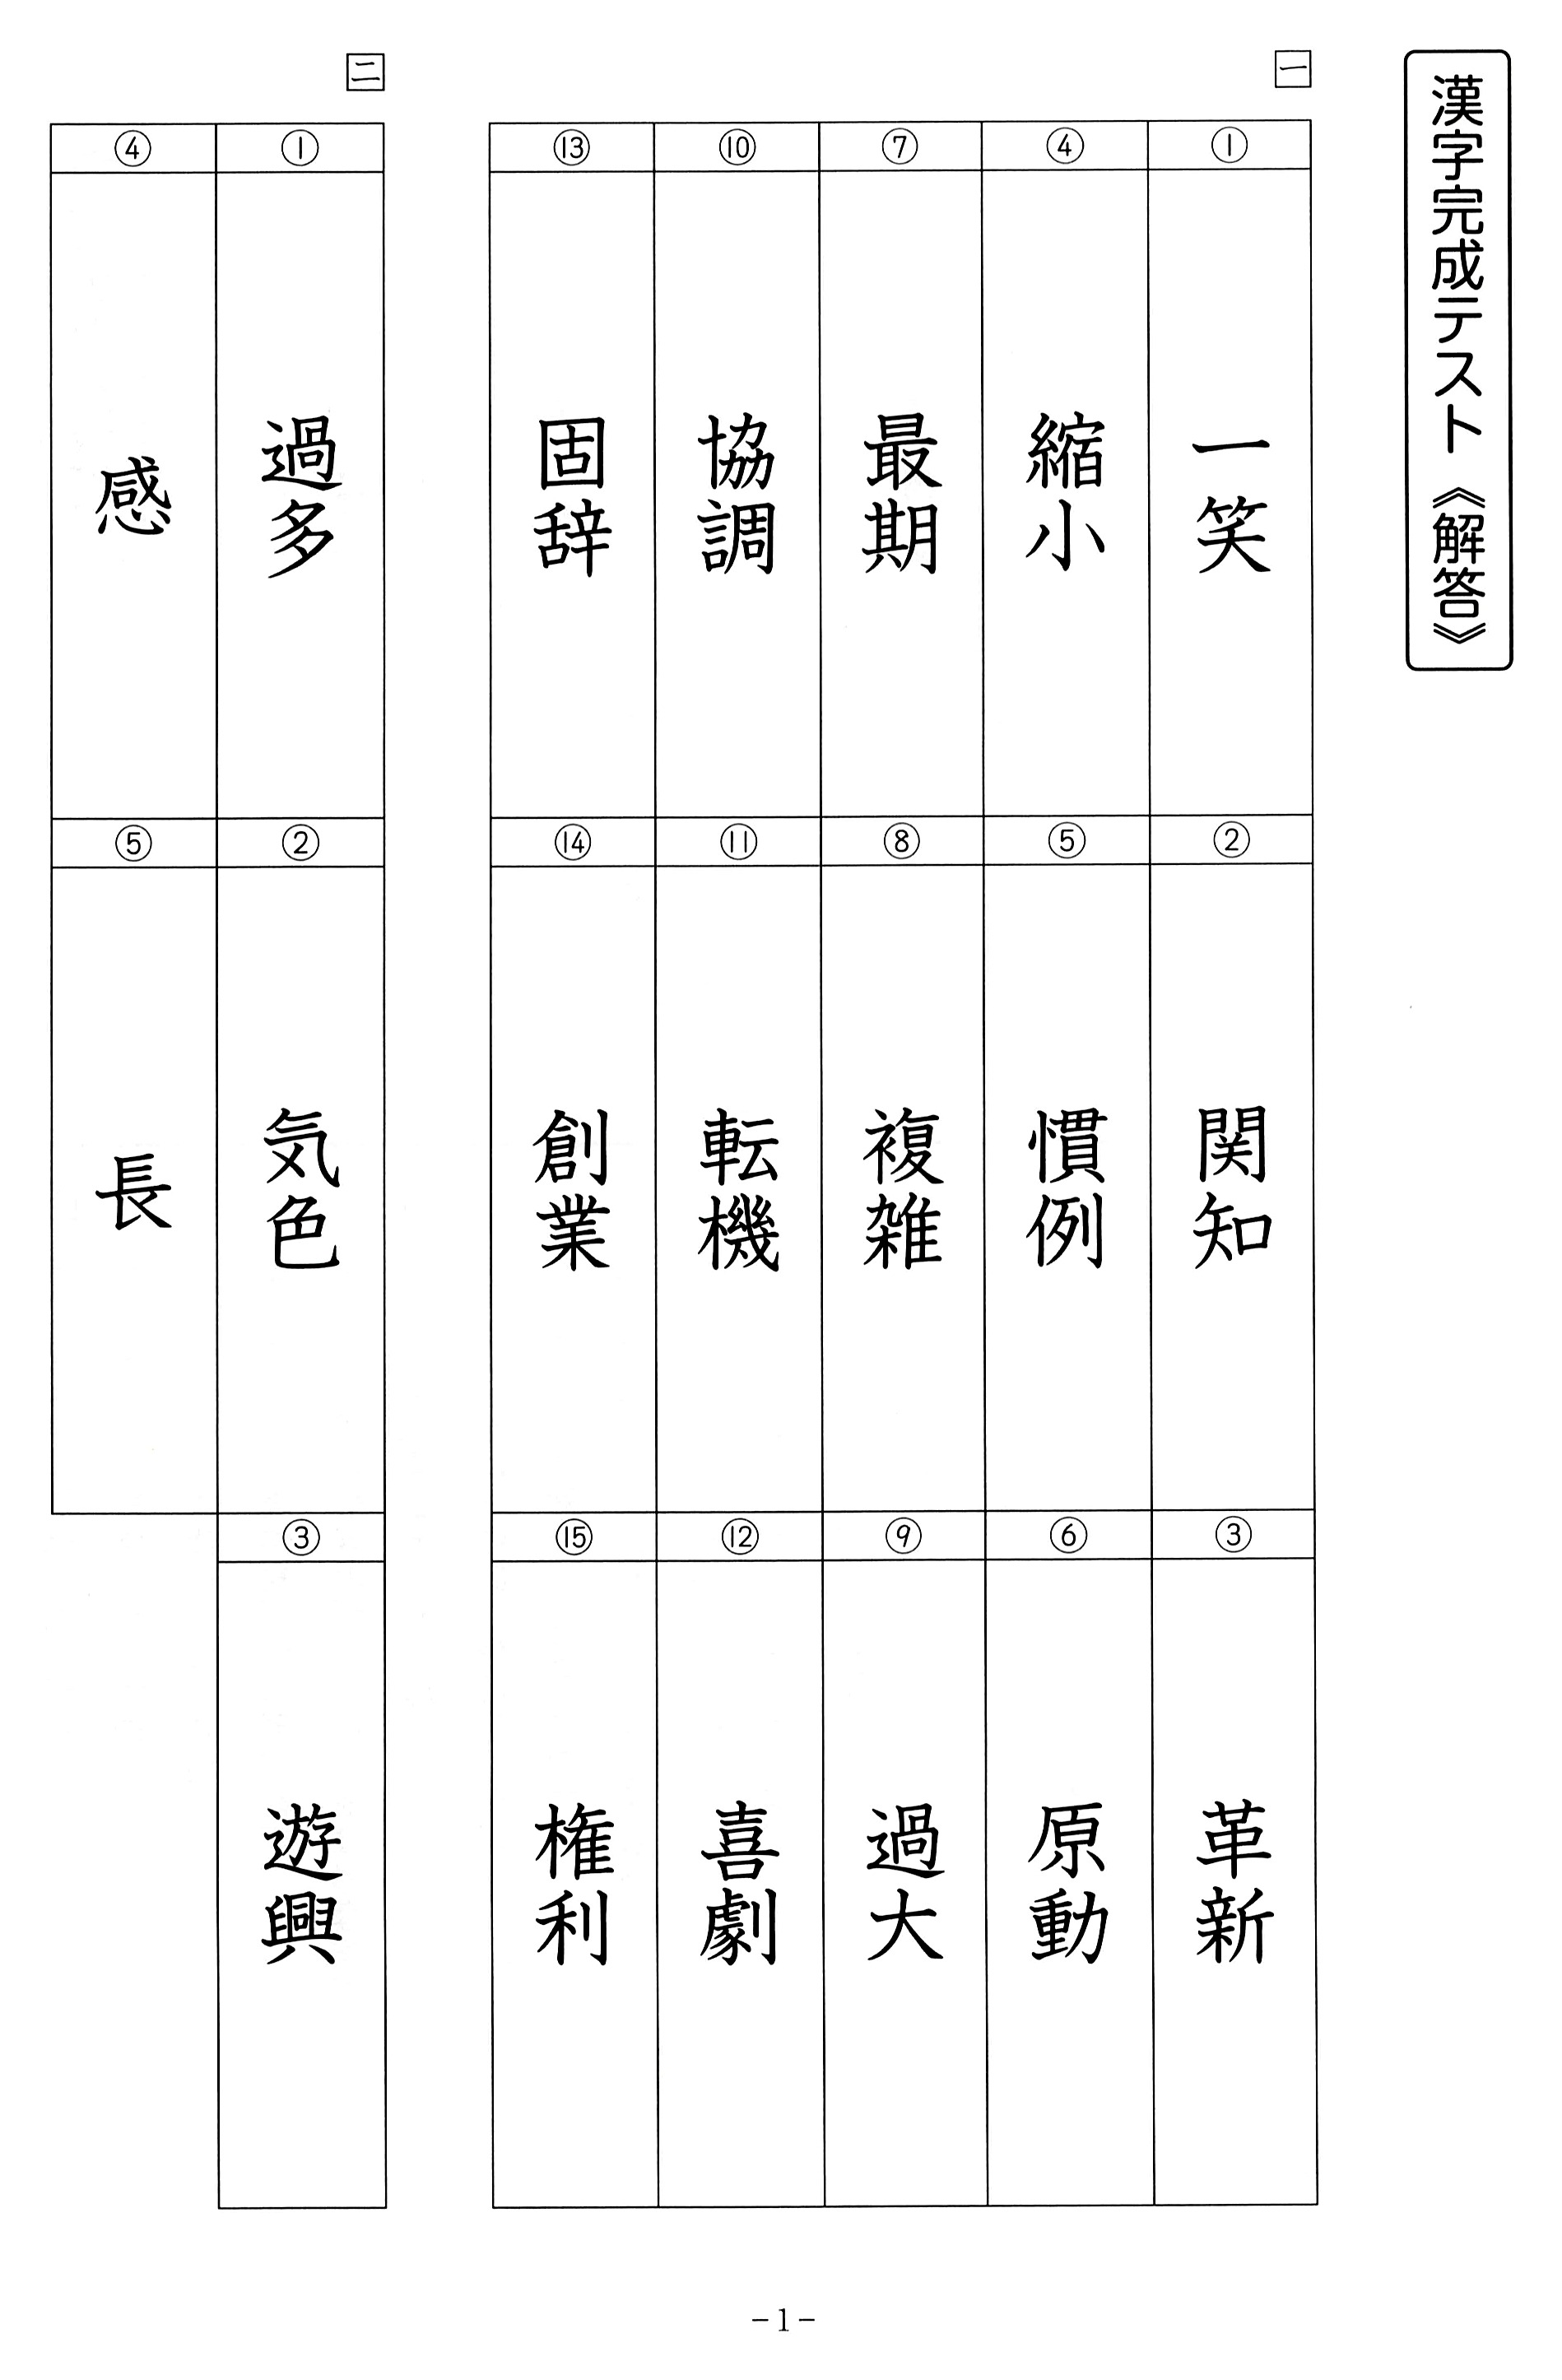 漢字完成テスト《解答》
一
① 一笑
② 関知
③ 革新
④ 縮小
⑤ 慣例
⑥ 原動
⑦ 最期
⑧ 複雑
⑨ 過大
⑩ 協調
⑪ 転機
⑫ 喜劇
⑬ 固辞
⑭ 創業
⑮ 権利
二
① 過多
② 気色
③ 遊興
④ 感
⑤ 長
−1−